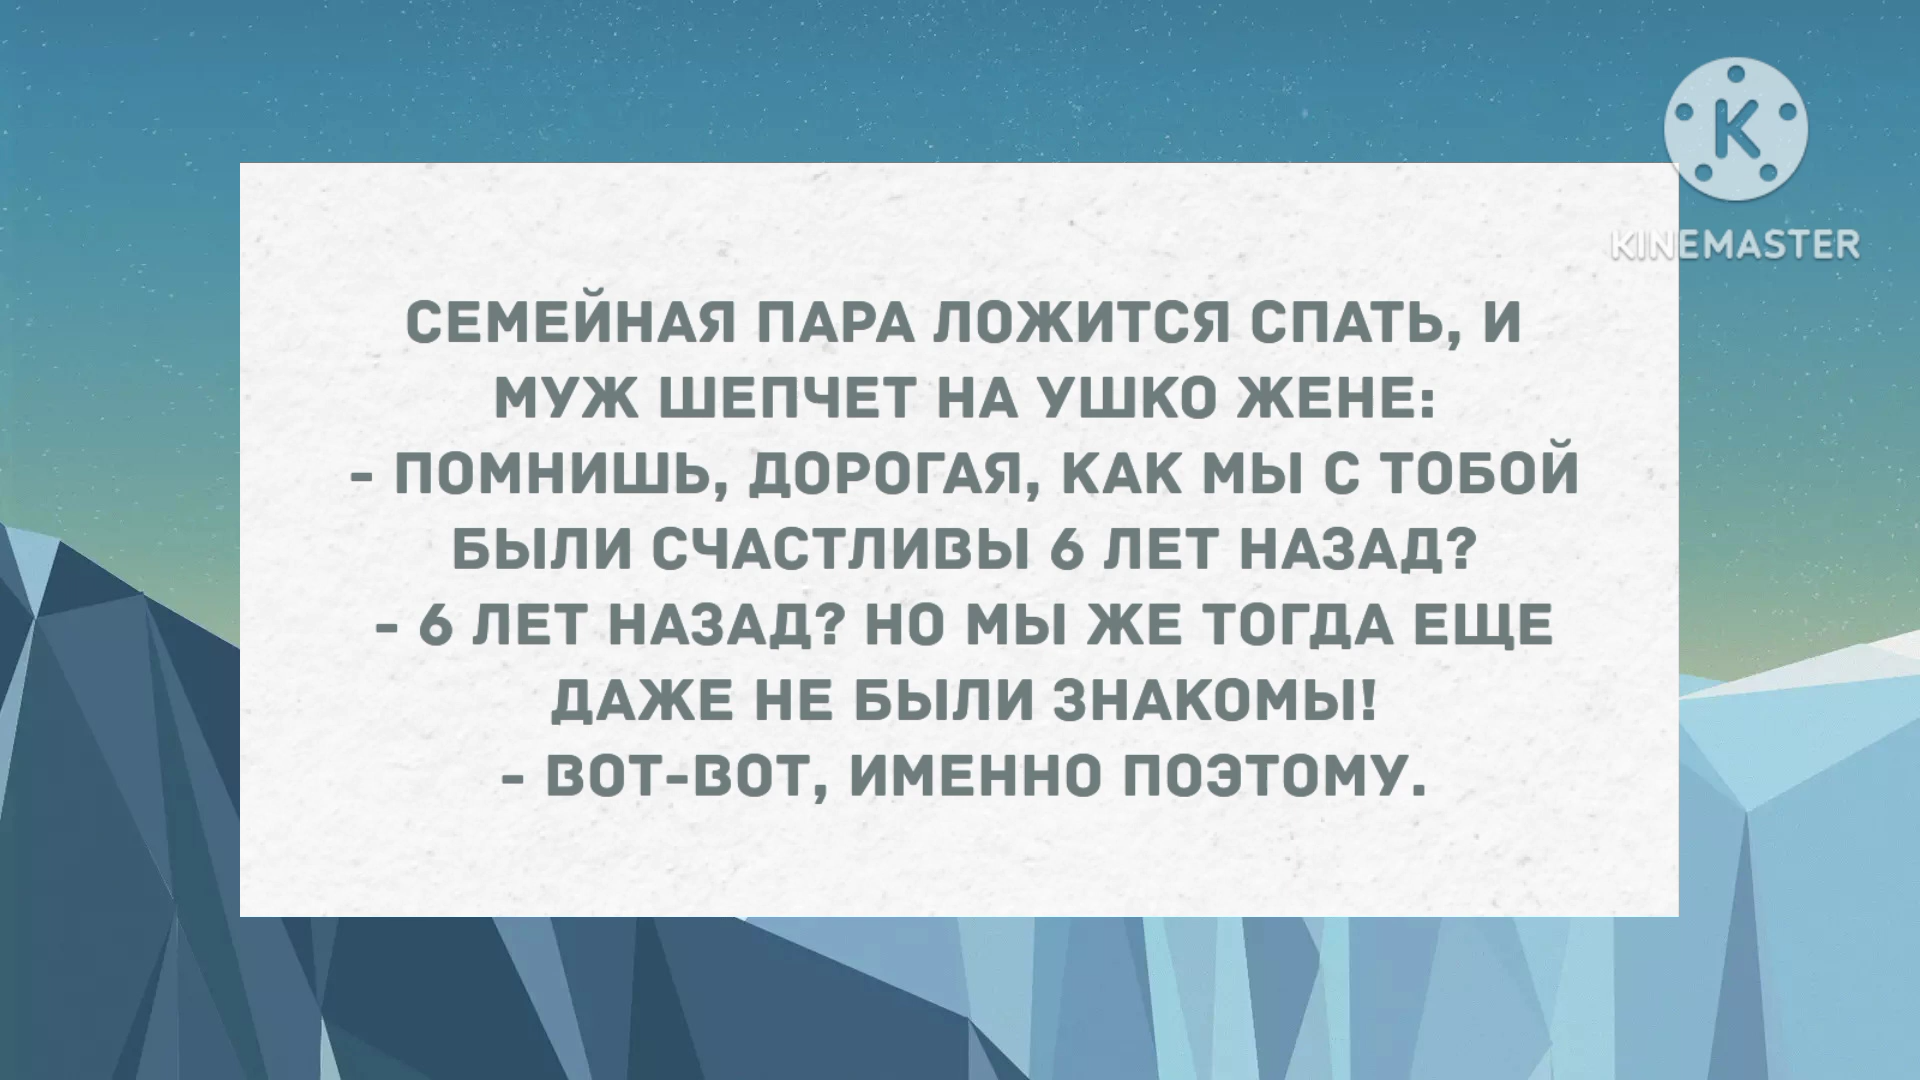 K
KINEMASTER
СЕМЕЙНАЯ ПАРА ЛОЖИТСЯ СПАТЬ, И
МУЖ ШЕПЧЕТ НА УШКО ЖЕНЕ:
- ПОМНИШЬ, ДОРОГАЯ, КАК МЫ С ТОБОЙ
БЫЛИ СЧАСТЛИВЫ 6 ЛЕТ НАЗАД?
- 6 ЛЕТ НАЗАД? НО МЫ ЖЕ ТОГДА ЕЩЕ
ДАЖЕ НЕ БЫЛИ ЗНАКОМЫ!
- ВОТ-ВОТ, ИМЕННО ПОЭТОМУ.